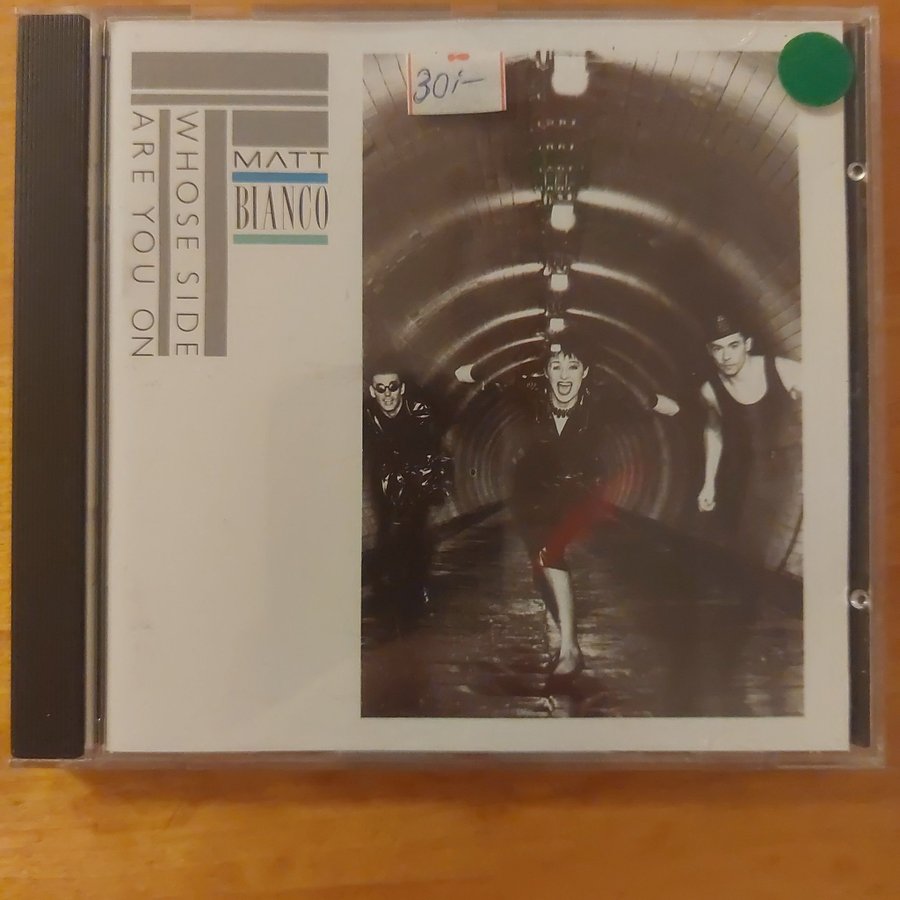 30:-
WHOSE SIDE
ARE YOU ON
MATT
BIANCO